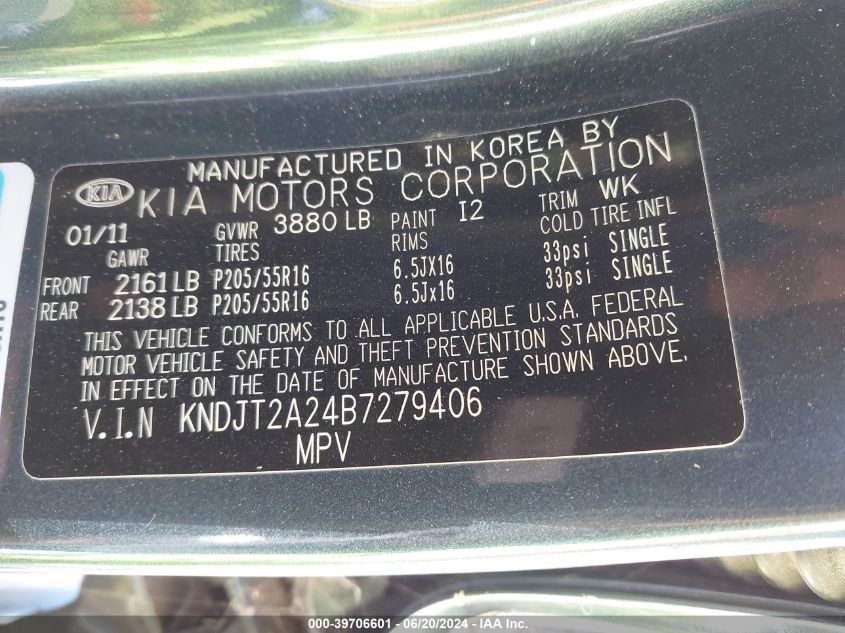 MANUFACTURED IN KOREA BY
KIA KIA MOTORS CORPORATION
01/11 GVWR 3880 LB PAINT I2 TRIM WK
GAWR TIRES RIMS COLD TIRE INFL
FRONT 2161 LB P205/55R16 6.5JX16 33psi SINGLE
REAR 2138 LB P205/55R16 6.5Jx16 33psi SINGLE
THIS VEHICLE CONFORMS TO ALL APPLICABLE U.S.A. FEDERAL
MOTOR VEHICLE SAFETY AND THEFT PREVENTION STANDARDS
IN EFFECT ON THE DATE OF MANUFACTURE SHOWN ABOVE.
V.I.N KNDJT2A24B7279406
MPV
000-39706601 - 06/20/2024 - IAA Inc.